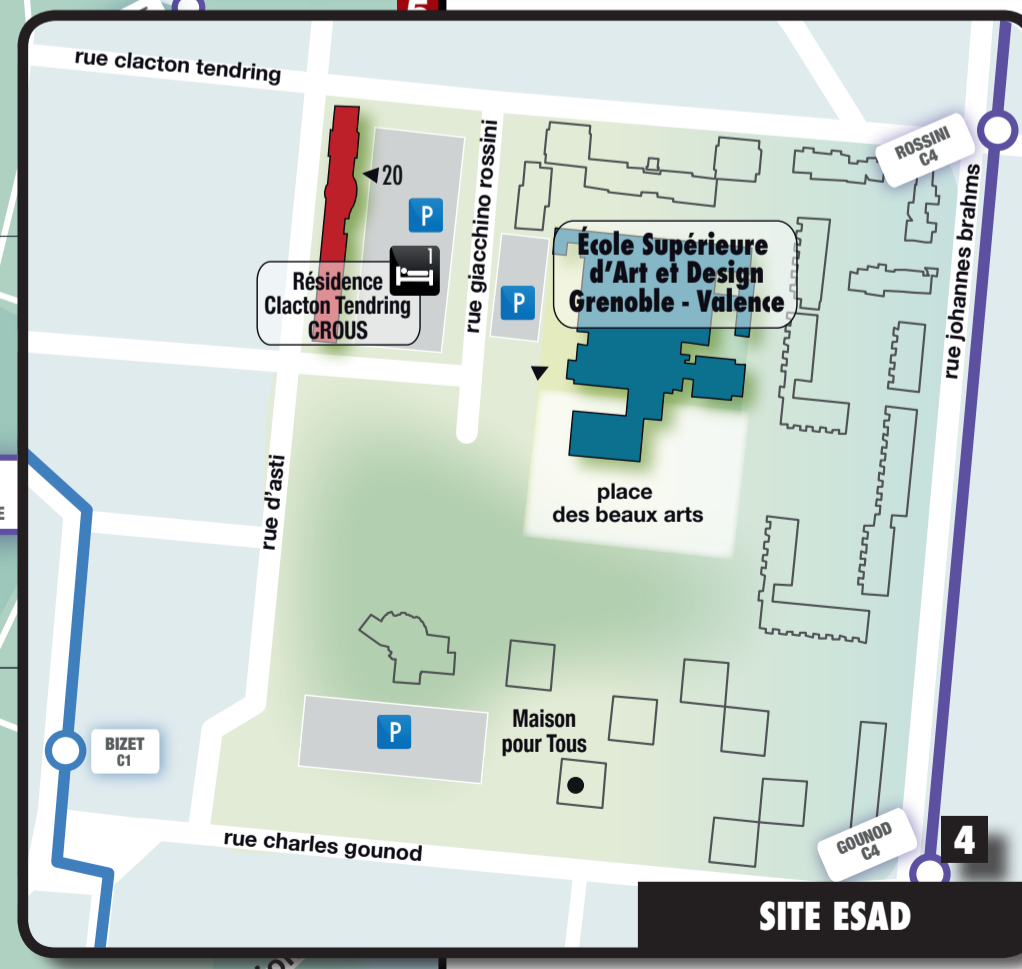 5
rue clacton tendring
ROSSINI
C4
20
P
rue giacchino rossini
1
École Supérieure
d'Art et Design
Grenoble - Valence
Résidence
Clacton Tendring
CROUS
P
rue johannes brahms
rue d'asti
place
des beaux arts
E
P
Maison
pour Tous
BIZET
C1
rue charles gounod
GOUNOD
C4
4
SITE ESAD